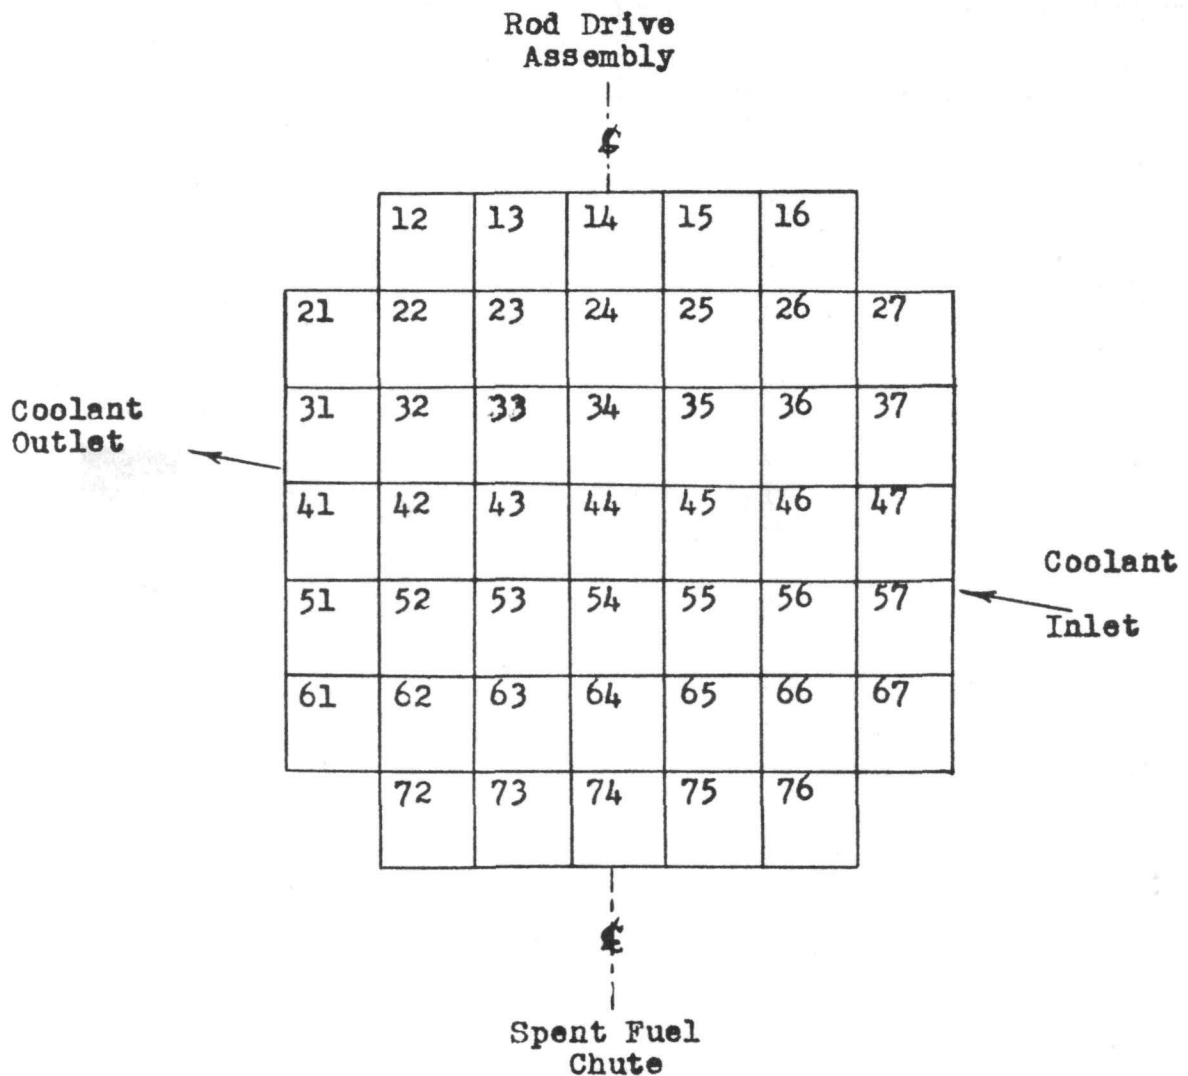 Rod Drive
Assembly
℄
12 13 14 15 16
21 22 23 24 25 26 27
Coolant
Outlet
31 32 33 34 35 36 37
41 42 43 44 45 46 47
Coolant
Inlet
51 52 53 54 55 56 57
61 62 63 64 65 66 67
72 73 74 75 76
℄
Spent Fuel
Chute